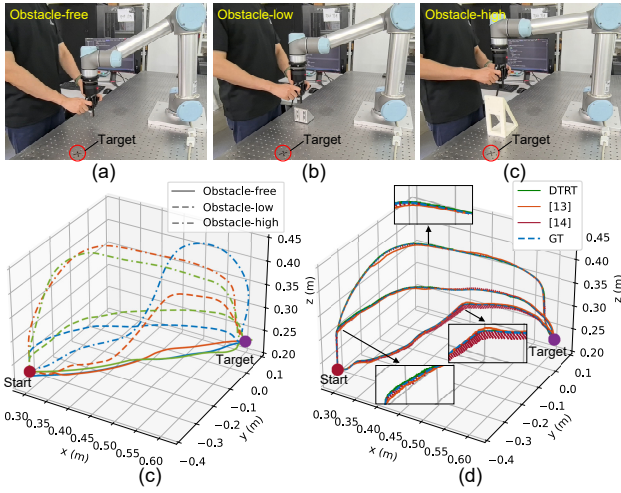 Obstacle-free
Obstacle-low
Obstacle-high
Target
Target
Target
(a)
(b)
(c)
Obstacle-free
Obstacle-low
Obstacle-high
0.45
0.40
0.35
0.30
0.25
0.20
z (m)
0.1
0.0
−0.1
−0.2
−0.3
−0.4
y (m)
0.30
0.35
0.40
0.45
0.50
0.55
0.60
x (m)
Start
Target
(c)
DTRT
[13]
[14]
GT
0.45
0.40
0.35
0.30
0.25
0.20
z (m)
0.1
0.0
−0.1
−0.2
−0.3
−0.4
y (m)
0.30
0.35
0.40
0.45
0.50
0.55
0.60
x (m)
Start
Target
(d)